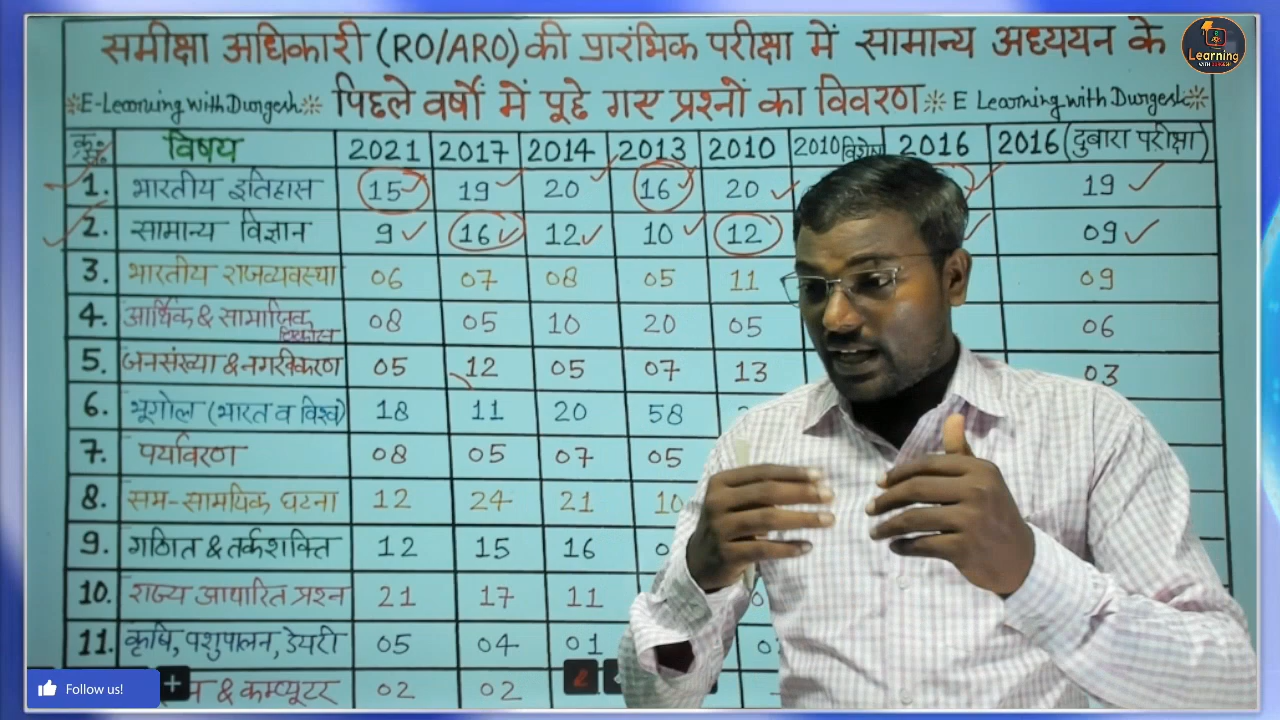 समीक्षा अधिकारी (RO/ARO) की प्रारंभिक परीक्षा में सामान्य अध्ययन के
E-Learning with Durgesh पिछले वर्षों में पूछे गए प्रश्नों का विवरण E Learning with Durgesh
Learning
WITH DURGESH
क्र. सं. विषय 2021 2017 2014 2013 2010 2010 विशेष 2016 2016 (दुबारा परीक्षा)
1. भारतीय इतिहास 15 19 20 16 20 19
2. सामान्य विज्ञान 9 16 12 10 12 09
3. भारतीय राजव्यवस्था 06 07 08 05 11 09
4. आर्थिक & सामाजिक विकास 08 05 10 20 05 06
5. जनसंख्या & नगरीकरण 05 12 05 07 13 03
6. भूगोल (भारत व विश्व) 18 11 20 58
7. पर्यावरण 08 05 07 05
8. सम-सामयिक घटना 12 24 21 10
9. गणित & तर्कशक्ति 12 15 16
10. राज्य आधारित प्रश्न 21 17 11
11. कृषि, पशुपालन, डेयरी 05 04 01
& कम्प्यूटर 02 02
Follow us!